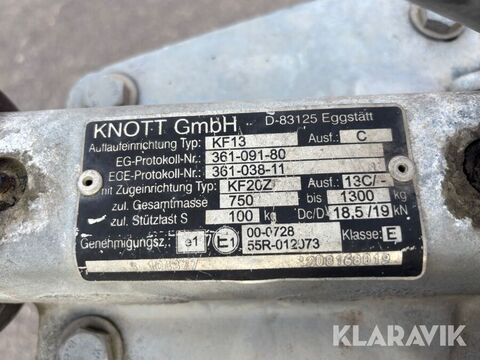 KNOTT GmbH D-83125 Eggstätt
Auflaufeinrichtung Typ: KF13 Ausf.: C
EG-Protokoll-Nr. 361-091-80
ECE-Protokoll-Nr. 361-038-11
mit Zugeinrichtung Typ: KF20Z Ausf.: 13C/-
zul. Gesamtmasse 750 bis 1300 kg
zul. Stützlast S 100 kg Dc/D 18,5/19 kN
Genehmigungsz.: e1 E1 00-0728 Klasse: E
55R-012073
KLARAVIK